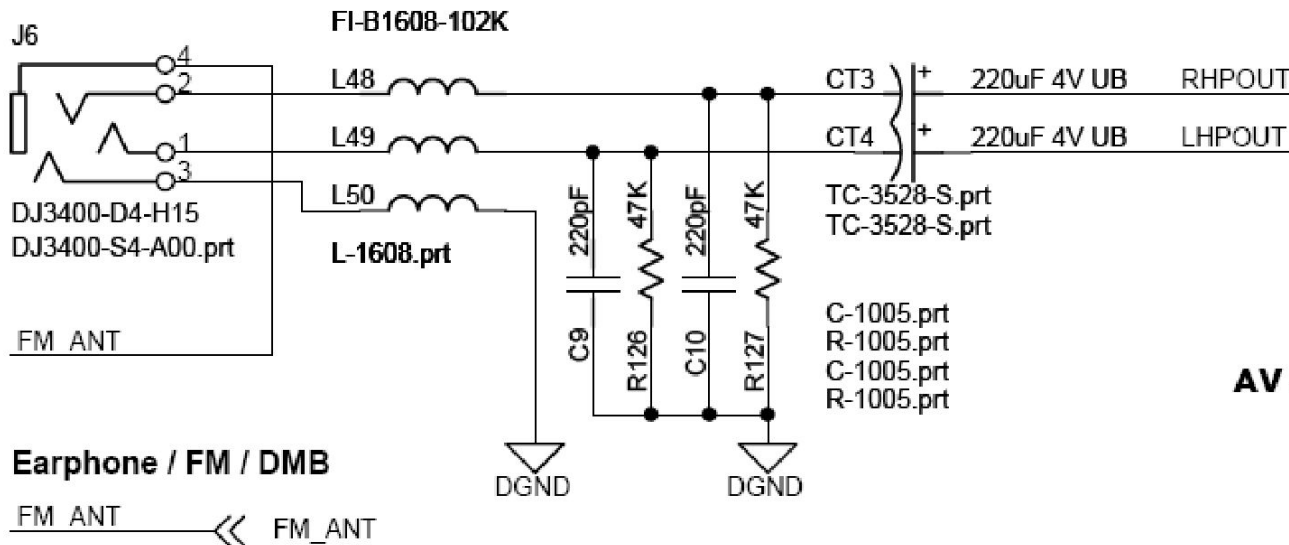 FI-B1608-102K
J6
4
2
L48
CT3
+
220uF 4V UB
RHPOUT
1
L49
CT4
+
220uF 4V UB
LHPOUT
3
L50
220pF
47K
220pF
47K
TC-3528-S.prt
TC-3528-S.prt
DJ3400-D4-H15
DJ3400-S4-A00.prt
L-1608.prt
C9
R126
C10
R127
C-1005.prt
R-1005.prt
C-1005.prt
R-1005.prt
FM_ANT
AV
Earphone / FM / DMB
DGND
DGND
FM_ANT
FM_ANT